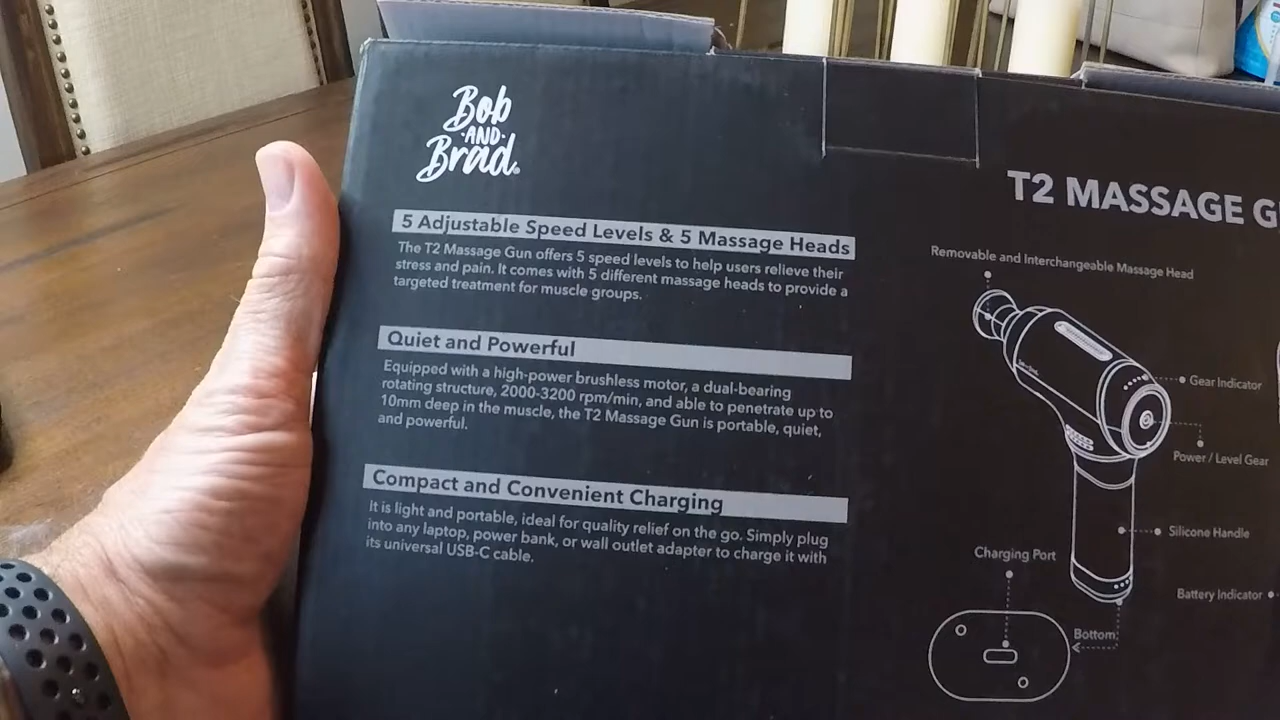 Bob
AND
Brad®
5 Adjustable Speed Levels & 5 Massage Heads
The T2 Massage Gun offers 5 speed levels to help users relieve their
stress and pain. It comes with 5 different massage heads to provide a
targeted treatment for muscle groups.
Quiet and Powerful
Equipped with a high-power brushless motor, a dual-bearing
rotating structure, 2000-3200 rpm/min, and able to penetrate up to
10mm deep in the muscle, the T2 Massage Gun is portable, quiet,
and powerful.
Compact and Convenient Charging
It is light and portable, ideal for quality relief on the go. Simply plug
into any laptop, power bank, or wall outlet adapter to charge it with
its universal USB-C cable.
T2 MASSAGE G
Removable and Interchangeable Massage Head
Gear Indicator
Power / Level Gear
Silicone Handle
Charging Port
Battery Indicator
Bottom